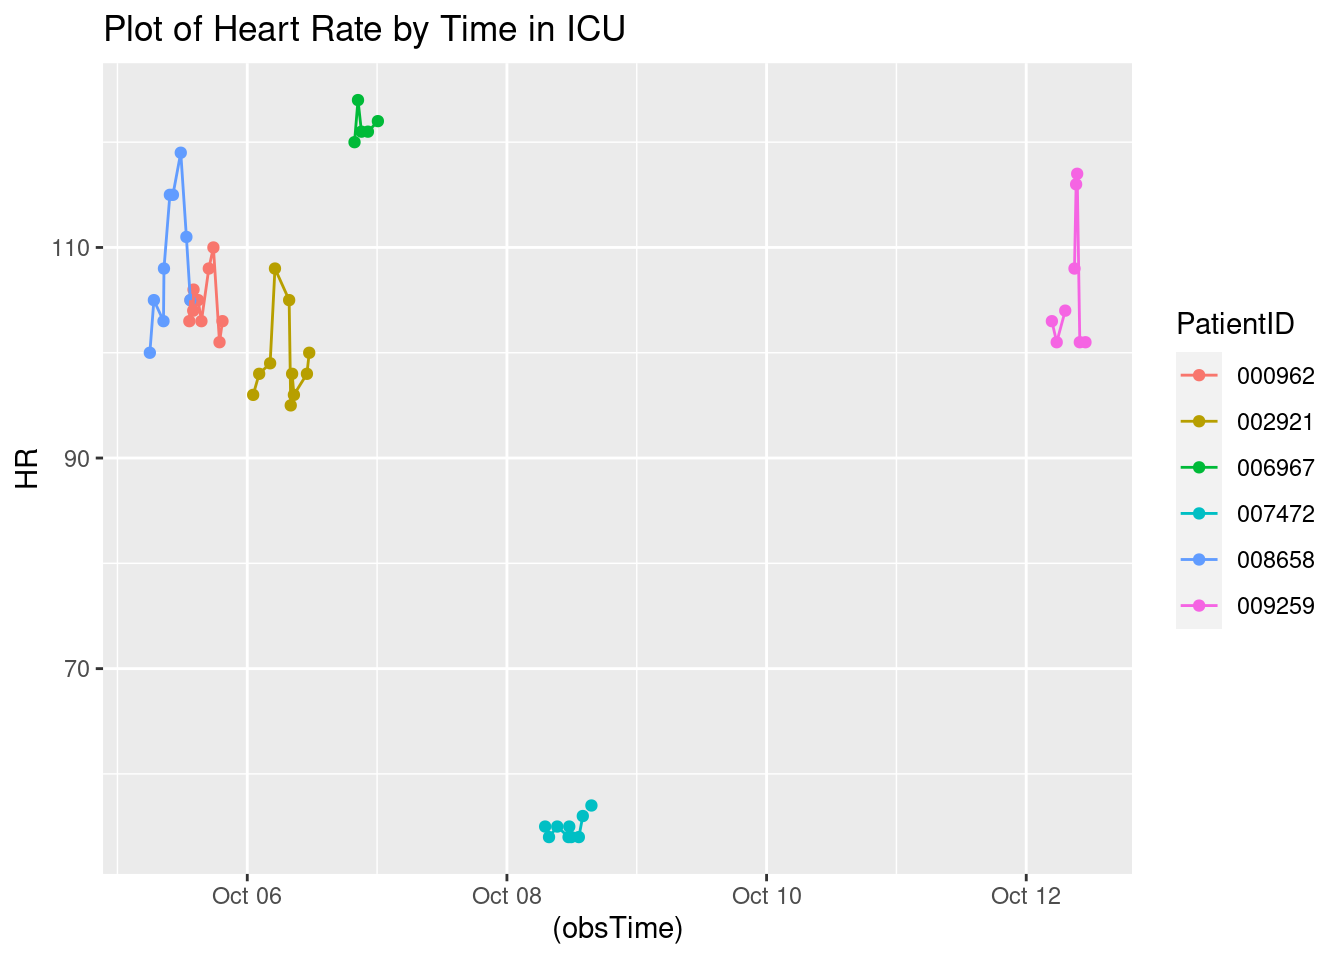 Plot of Heart Rate by Time in ICU
110
90
70
HR
Oct 06
Oct 08
Oct 10
Oct 12
(obsTime)
PatientID
000962
002921
006967
007472
008658
009259